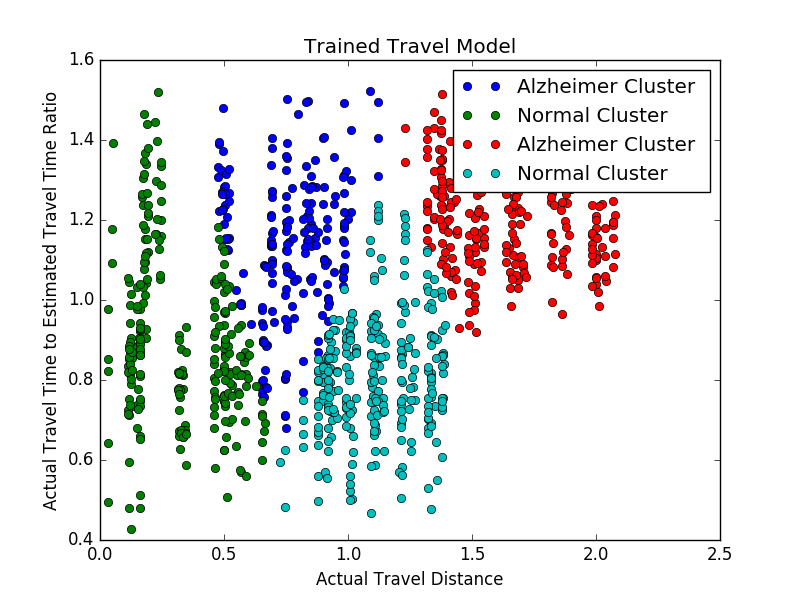 Trained Travel Model
Alzheimer Cluster
Normal Cluster
Alzheimer Cluster
Normal Cluster
Actual Travel Time to Estimated Travel Time Ratio
1.6
1.4
1.2
1.0
0.8
0.6
0.4
0.0 0.5 1.0 1.5 2.0 2.5
Actual Travel Distance